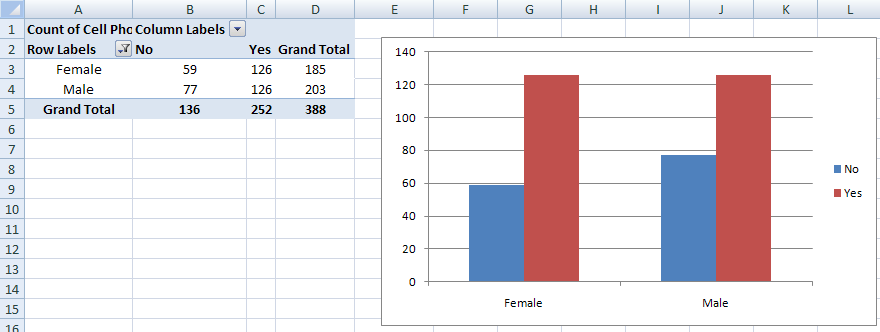 A B C D E F G H I J K L
1 Count of Cell Phc Column Labels
2 Row Labels No Yes Grand Total
3 Female 59 126 185
4 Male 77 126 203
5 Grand Total 136 252 388
6
7
8
9
10
11
12
13
14
15
16
140
120
100
80
60
40
20
0
Female Male
No
Yes